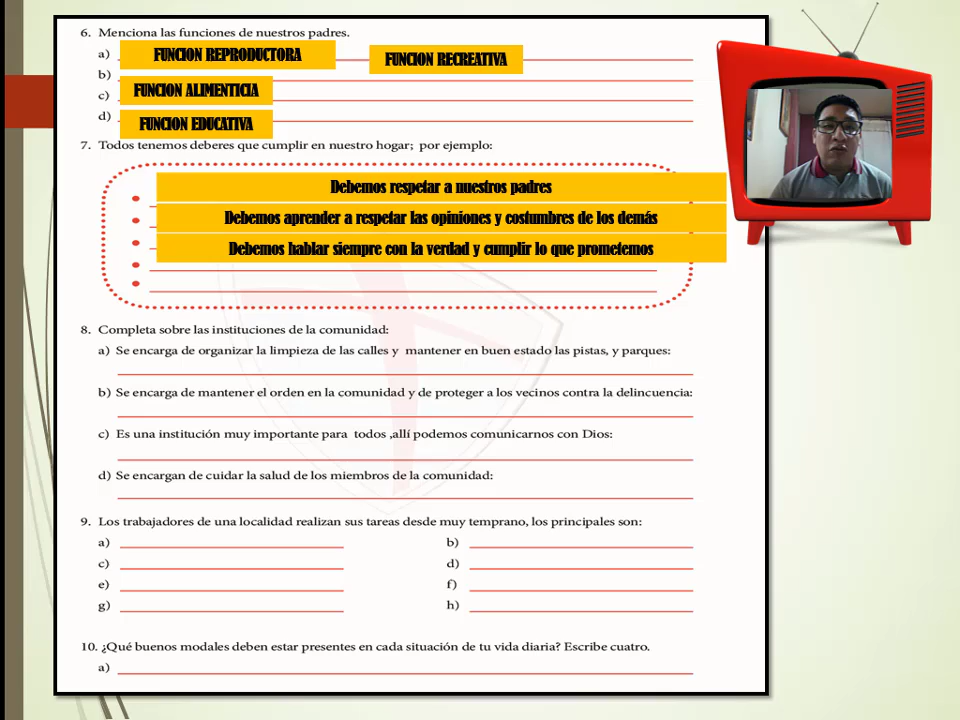 6. Menciona las funciones de nuestros padres.
a) FUNCION REPRODUCTORA
FUNCION RECREATIVA
b)
c) FUNCION ALIMENTICIA
d) FUNCION EDUCATIVA
7. Todos tenemos deberes que cumplir en nuestro hogar; por ejemplo:
Debemos respetar a nuestros padres
Debemos aprender a respetar las opiniones y costumbres de los demás
Debemos hablar siempre con la verdad y cumplir lo que prometemos
8. Completa sobre las instituciones de la comunidad:
a) Se encarga de organizar la limpieza de las calles y mantener en buen estado las pistas, y parques:
b) Se encarga de mantener el orden en la comunidad y de proteger a los vecinos contra la delincuencia:
c) Es una institución muy importante para todos ,allí podemos comunicarnos con Dios:
d) Se encargan de cuidar la salud de los miembros de la comunidad:
9. Los trabajadores de una localidad realizan sus tareas desde muy temprano, los principales son:
a) b)
c) d)
e) f)
g) h)
10. ¿Qué buenos modales deben estar presentes en cada situación de tu vida diaria? Escribe cuatro.
a)